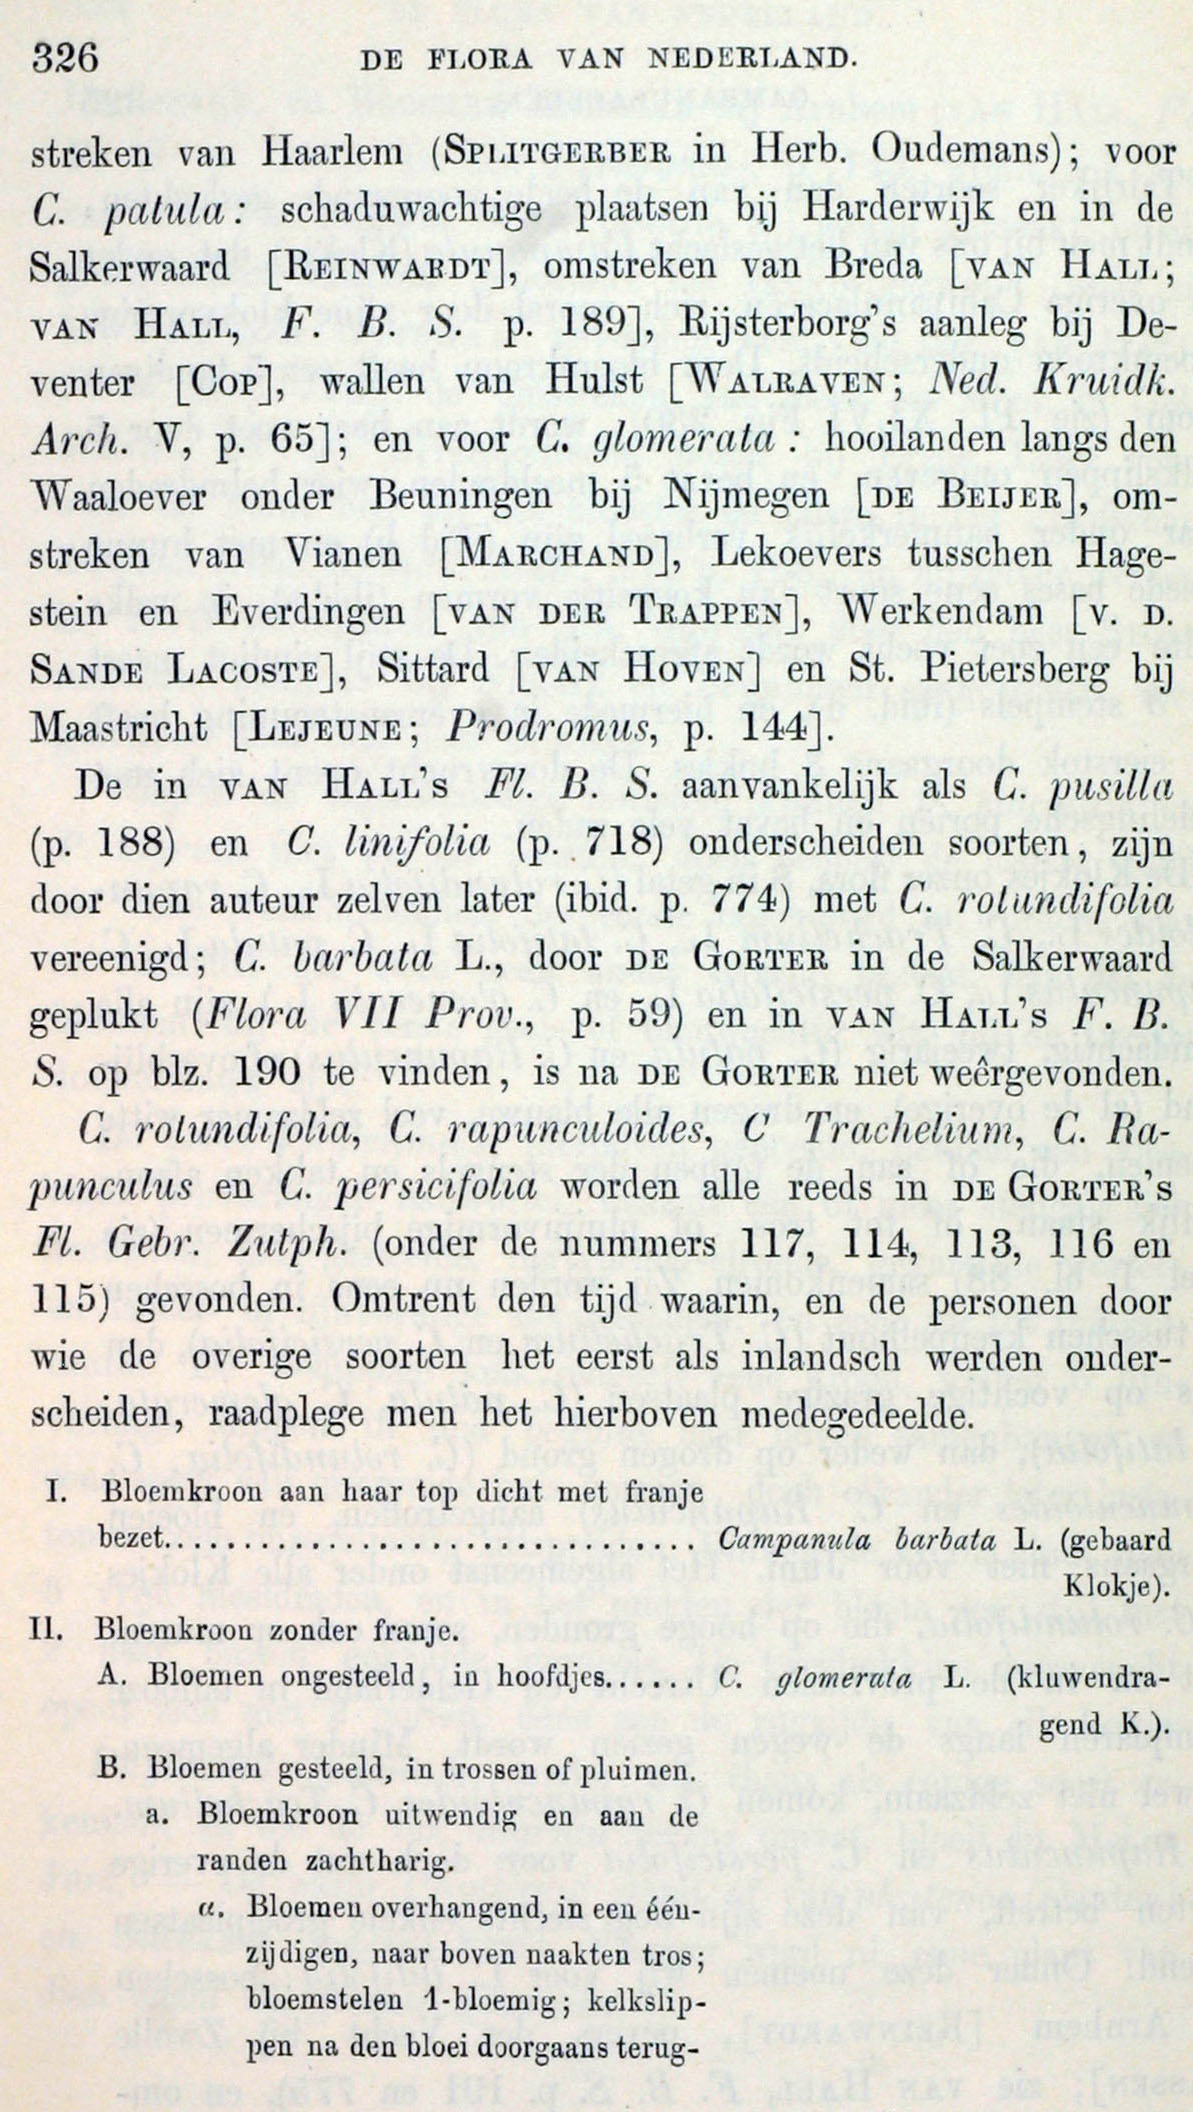 326 DE FLORA VAN NEDERLAND.
streken van Haarlem (SPLITGERBER in Herb. Oudemans); voor
C. patula: schaduwachtige plaatsen bij Harderwijk en in de
Salkerwaard [REINWARDT], omstreken van Breda [VAN HALL;
VAN HALL, F. B. S. p. 189], Rijsterborg's aanleg bij De-
venter [COP], wallen van Hulst [WALRAVEN; Ned. Kruidk.
Arch. V, p. 65]; en voor C. glomerata: hooilanden langs den
Waaloever onder Beuningen bij Nijmegen [DE BEIJER], om-
streken van Vianen [MARCHAND], Lekoevers tusschen Hage-
stein en Everdingen [VAN DER TRAPPEN], Werkendam [V. D.
SANDE LACOSTE], Sittard [VAN HOVEN] en St. Pietersberg bij
Maastricht [LEJEUNE; Prodromus, p. 144].
De in VAN HALL'S Fl. B. S. aanvankelijk als C. pusilla
(p. 188) en C. linifolia (p. 718) onderscheiden soorten, zijn
door dien auteur zelven later (ibid. p. 774) met C. rotundifolia
vereenigd; C. barbata L., door DE GORTER in de Salkerwaard
geplukt (Flora VII Prov., p. 59) en in VAN HALL'S F. B.
S. op blz. 190 te vinden, is na DE GORTER niet weêrgevonden.
C. rotundifolia, C. rapunculoides, C Trachelium, C. Ra-
punculus en C. persicifolia worden alle reeds in DE GORTER'S
Fl. Gebr. Zutph. (onder de nummers 117, 114, 113, 116 en
115) gevonden. Omtrent den tijd waarin, en de personen door
wie de overige soorten het eerst als inlandsch werden onder-
scheiden, raadplege men het hierboven medegedeelde.
I. Bloemkroon aan haar top dicht met franje
bezet.................................. Campanula barbata L. (gebaard
Klokje).
II. Bloemkroon zonder franje.
A. Bloemen ongesteeld, in hoofdjes...... C. glomerata L. (kluwendra-
gend K.).
B. Bloemen gesteeld, in trossen of pluimen.
a. Bloemkroon uitwendig en aan de
randen zachtharig.
α. Bloemen overhangend, in een één-
zijdigen, naar boven naakten tros;
bloemstelen 1-bloemig; kelkslip-
pen na den bloei doorgaans terug-